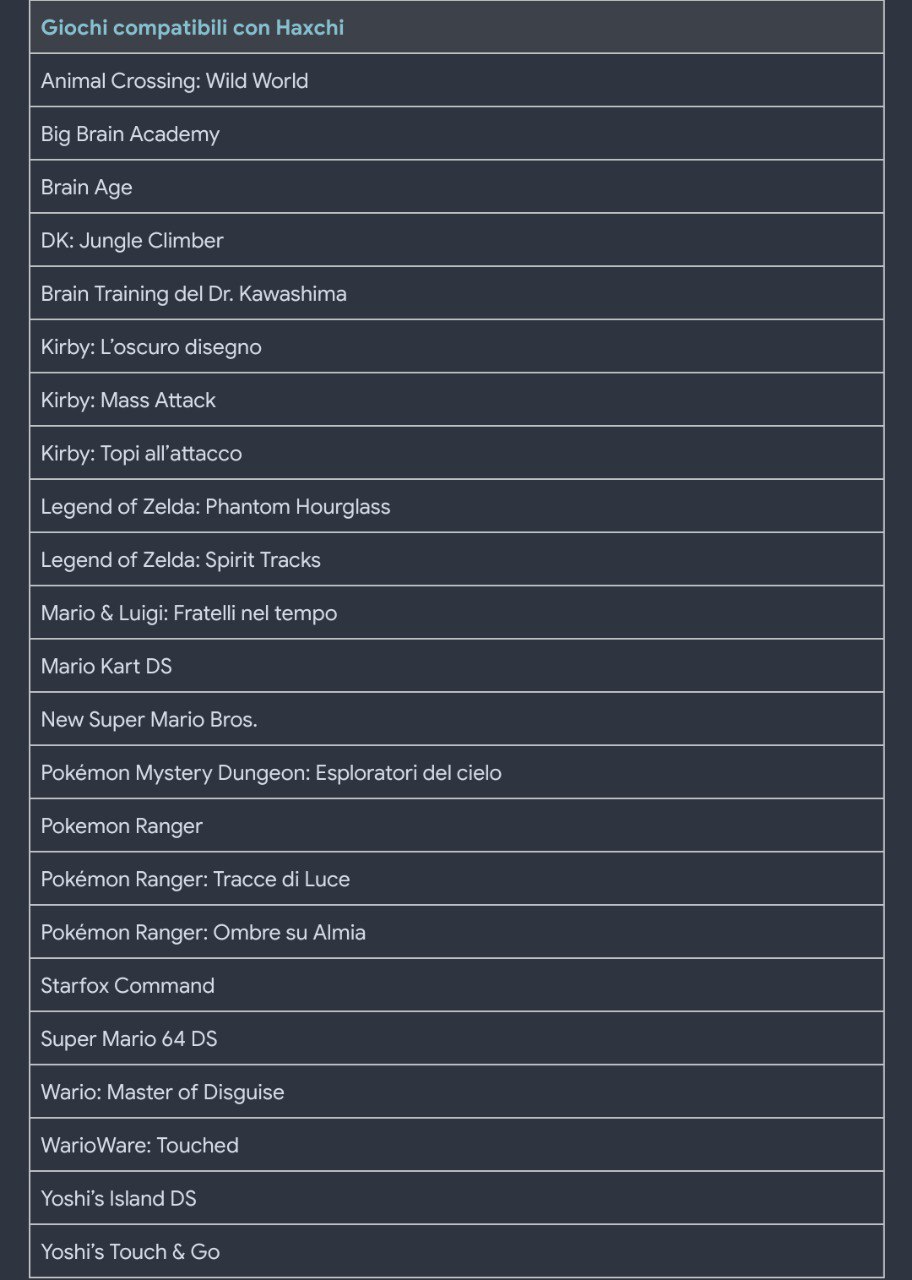 Giochi compatibili con Haxchi
Animal Crossing: Wild World
Big Brain Academy
Brain Age
DK: Jungle Climber
Brain Training del Dr. Kawashima
Kirby: L’oscuro disegno
Kirby: Mass Attack
Kirby: Topi all’attacco
Legend of Zelda: Phantom Hourglass
Legend of Zelda: Spirit Tracks
Mario & Luigi: Fratelli nel tempo
Mario Kart DS
New Super Mario Bros.
Pokémon Mystery Dungeon: Esploratori del cielo
Pokemon Ranger
Pokémon Ranger: Tracce di Luce
Pokémon Ranger: Ombre su Almia
Starfox Command
Super Mario 64 DS
Wario: Master of Disguise
WarioWare: Touched
Yoshi’s Island DS
Yoshi’s Touch & Go